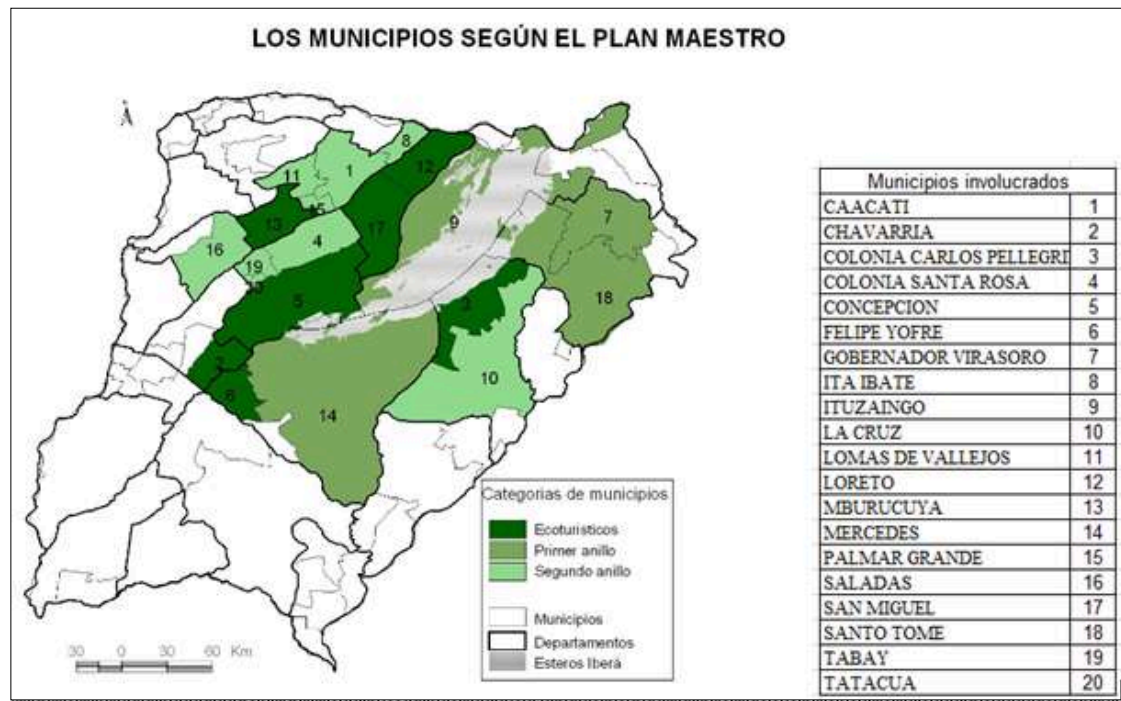 LOS MUNICIPIOS SEGÚN EL PLAN MAESTRO
8
12
1
11
15
13
9
7
16
4
17
19
5
3
18
2
10
6
14
Categorias de municipios
Ecoturísticos
Primer anillo
Segundo anillo
Municipios
Departamentos
Esteros Iberá
30 0 30 60 Km
Municipios involucrados
CAACATI 1
CHAVARRIA 2
COLONIA CARLOS PELLEGRI 3
COLONIA SANTA ROSA 4
CONCEPCION 5
FELIPE YOFRE 6
GOBERNADOR VIRASORO 7
ITA IBATE 8
ITUZAINGO 9
LA CRUZ 10
LOMAS DE VALLEJOS 11
LORETO 12
MBURUCUYA 13
MERCEDES 14
PALMAR GRANDE 15
SALADAS 16
SAN MIGUEL 17
SANTO TOME 18
TABAY 19
TATACUA 20